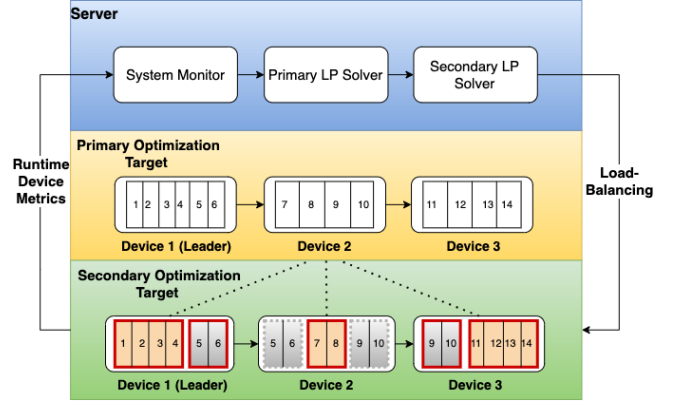 Server
System Monitor
Primary LP Solver
Secondary LP
Solver
Runtime
Device
Metrics
Load-
Balancing
Primary Optimization
Target
1 2 3 4 5 6
7 8 9 10
11 12 13 14
Device 1 (Leader)
Device 2
Device 3
Secondary Optimization
Target
1 2 3 4 5 6
5 6 7 8 9 10
9 10 11 12 13 14
Device 1 (Leader)
Device 2
Device 3